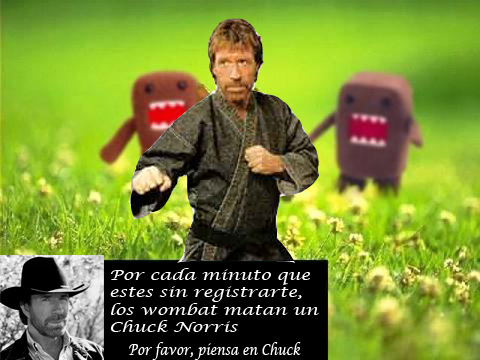 Por cada minuto que
estes sin registrarte,
los wombat matan un
Chuck Norris
Por favor, piensa en Chuck